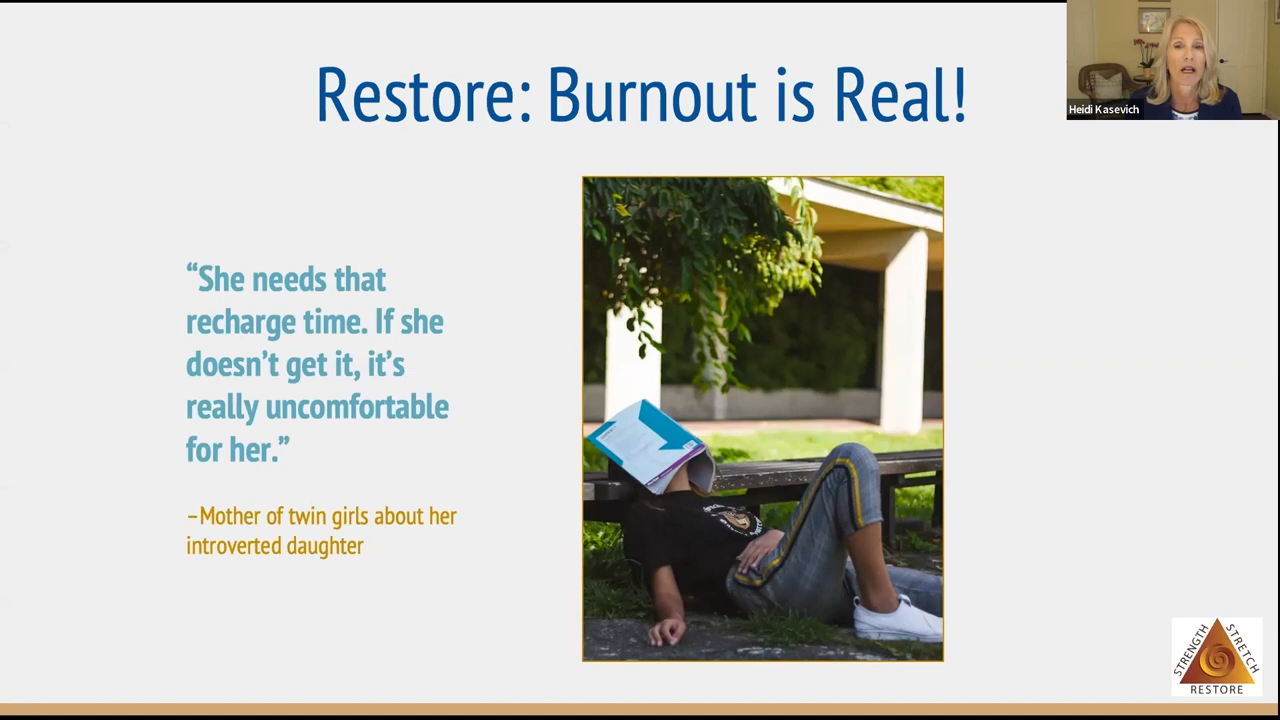 Restore: Burnout is Real!
Heidi Kasevich
“She needs that
recharge time. If she
doesn’t get it, it’s
really uncomfortable
for her.”
–Mother of twin girls about her
introverted daughter
STRENGTH
STRETCH
RESTORE